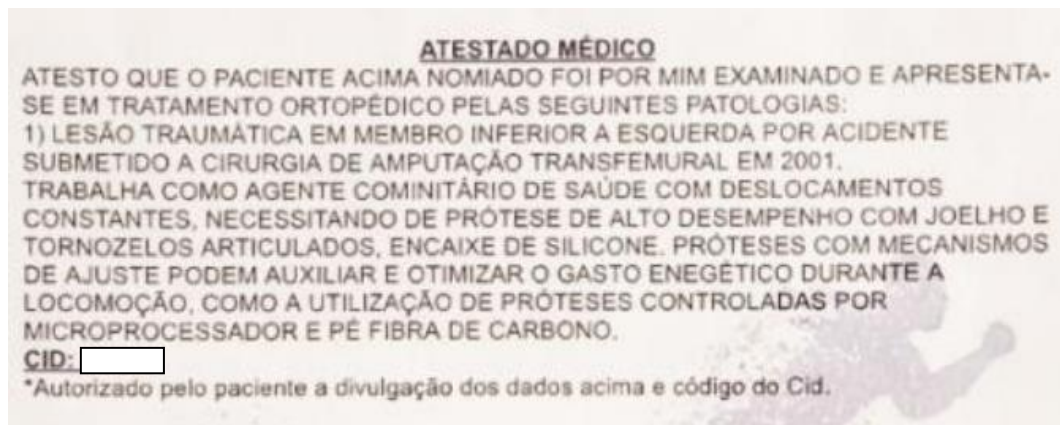 ATESTADO MÉDICO
ATESTO QUE O PACIENTE ACIMA NOMIADO FOI POR MIM EXAMINADO E APRESENTA-
SE EM TRATAMENTO ORTOPÉDICO PELAS SEGUINTES PATOLOGIAS:
1) LESÃO TRAUMÁTICA EM MEMBRO INFERIOR A ESQUERDA POR ACIDENTE
SUBMETIDO A CIRURGIA DE AMPUTAÇÃO TRANSFEMURAL EM 2001.
TRABALHA COMO AGENTE COMINITÁRIO DE SAÚDE COM DESLOCAMENTOS
CONSTANTES, NECESSITANDO DE PRÓTESE DE ALTO DESEMPENHO COM JOELHO E
TORNOZELOS ARTICULADOS, ENCAIXE DE SILICONE. PRÓTESES COM MECANISMOS
DE AJUSTE PODEM AUXILIAR E OTIMIZAR O GASTO ENEGÉTICO DURANTE A
LOCOMOÇÃO, COMO A UTILIZAÇÃO DE PRÓTESES CONTROLADAS POR
MICROPROCESSADOR E PÉ FIBRA DE CARBONO.
CID:
*Autorizado pelo paciente a divulgação dos dados acima e código do Cid.